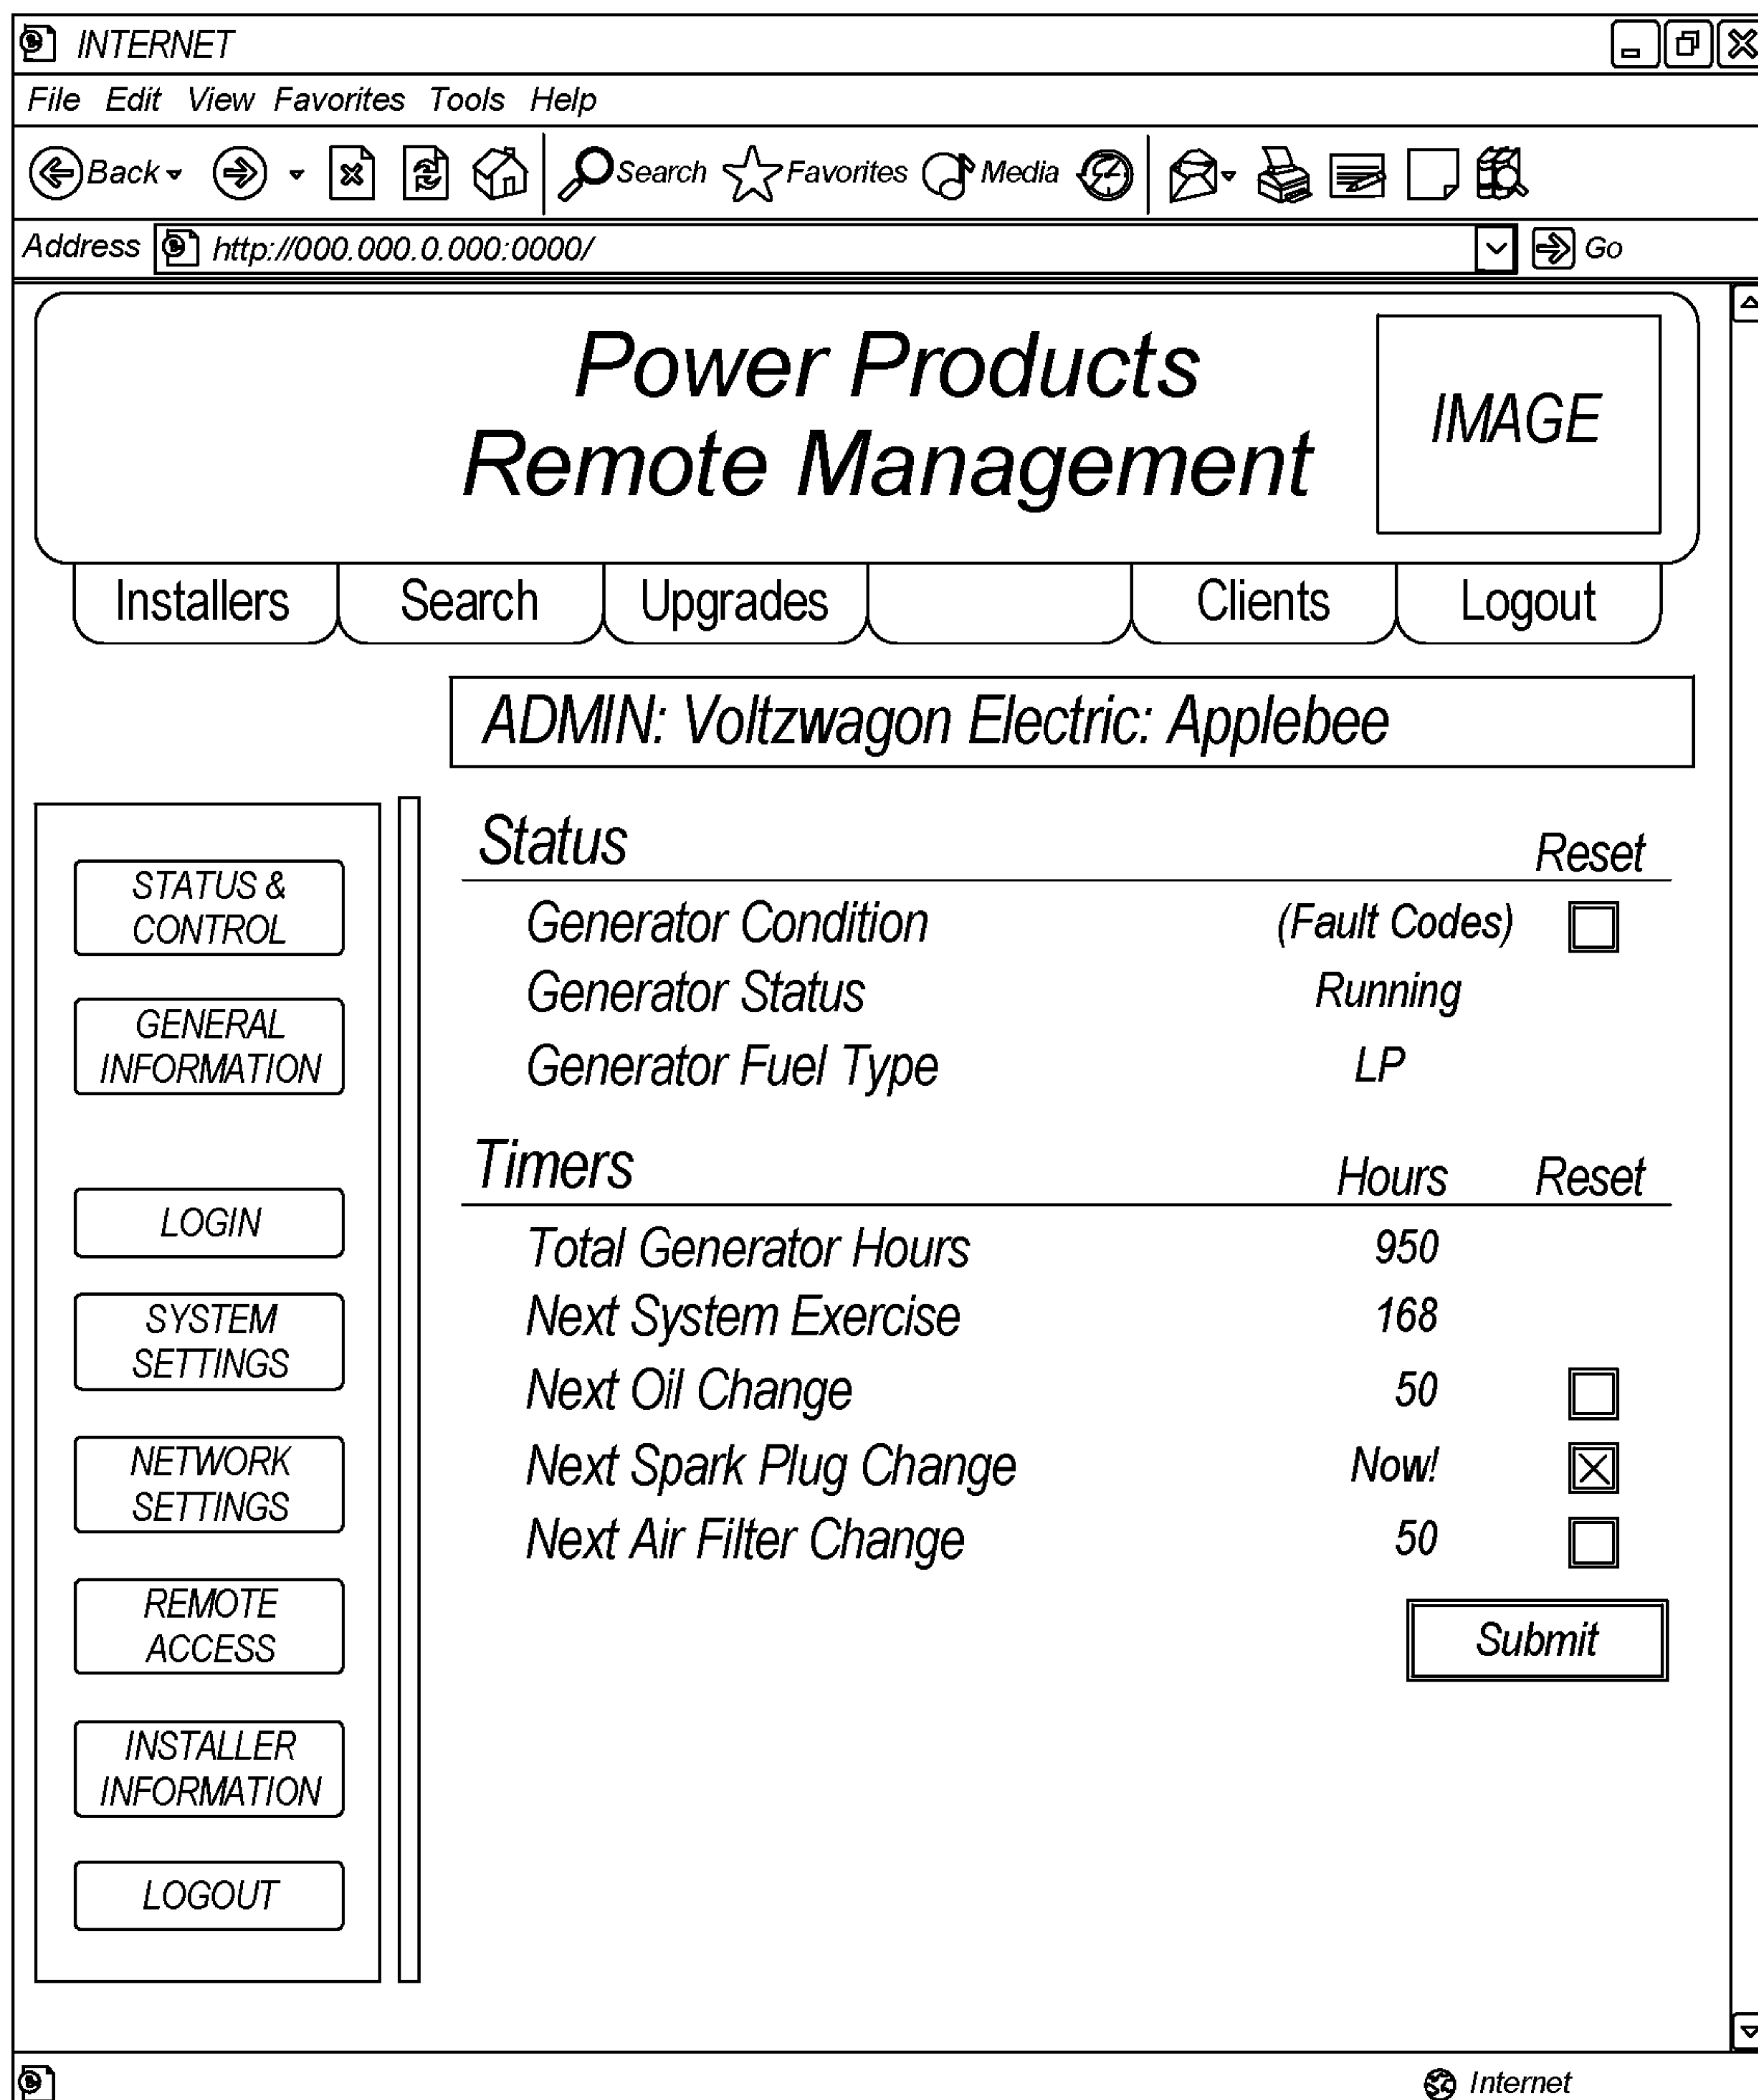 INTERNET
File Edit View Favorites Tools Help
Back Search Favorites Media
Address http://000.000.0.000:0000/ Go
Power Products
Remote Management
IMAGE
Installers Search Upgrades Clients Logout
ADMIN: Voltzwagon Electric: Applebee
STATUS &
CONTROL
GENERAL
INFORMATION
LOGIN
SYSTEM
SETTINGS
NETWORK
SETTINGS
REMOTE
ACCESS
INSTALLER
INFORMATION
LOGOUT
Status Reset
Generator Condition (Fault Codes)
Generator Status Running
Generator Fuel Type LP
Timers Hours Reset
Total Generator Hours 950
Next System Exercise 168
Next Oil Change 50
Next Spark Plug Change Now!
Next Air Filter Change 50
Submit
Internet